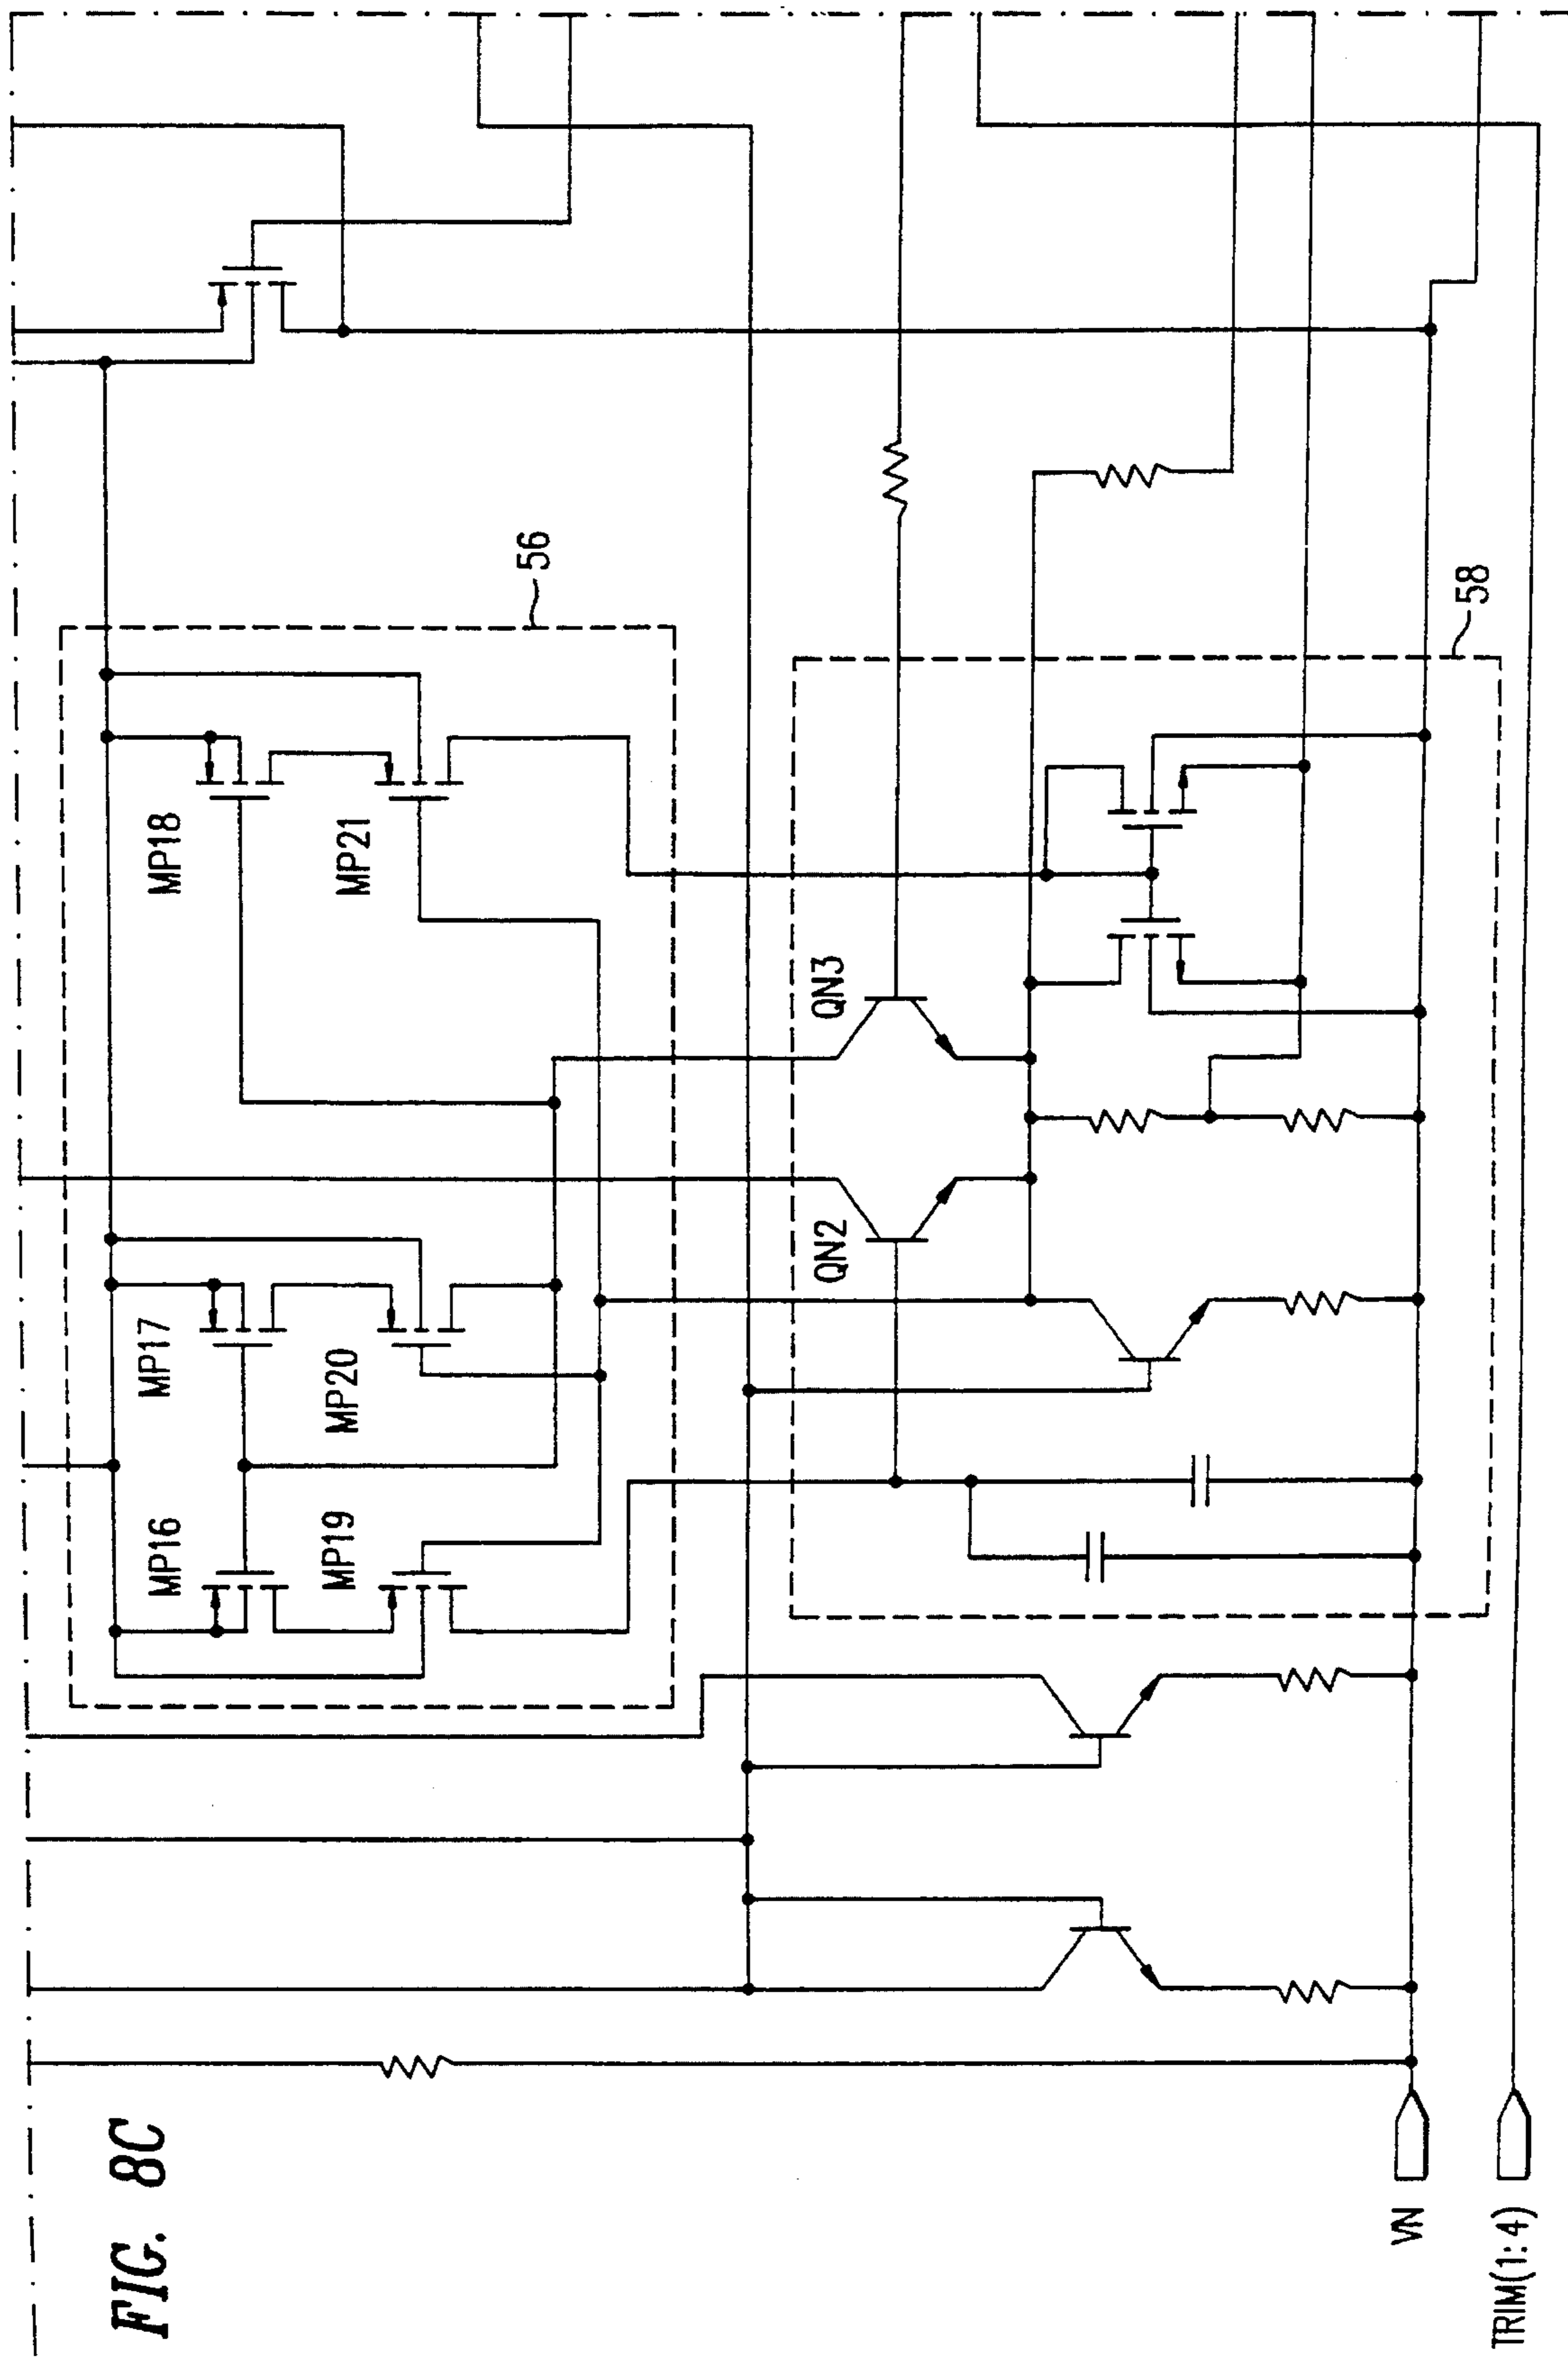 FIG. 8C
MP16
MP17
MP18
MP19
MP20
MP21
56
QN2
QN3
58
VN
TRIM(1:4)